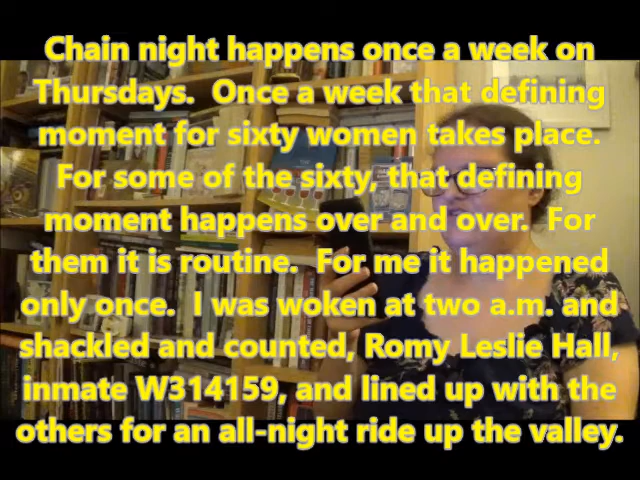 Chain night happens once a week on
Thursdays.  Once a week that defining
moment for sixty women takes place.
For some of the sixty, that defining
moment happens over and over.  For
them it is routine.  For me it happened
only once.  I was woken at two a.m. and
shackled and counted, Romy Leslie Hall,
inmate W314159, and lined up with the
others for an all-night ride up the valley.